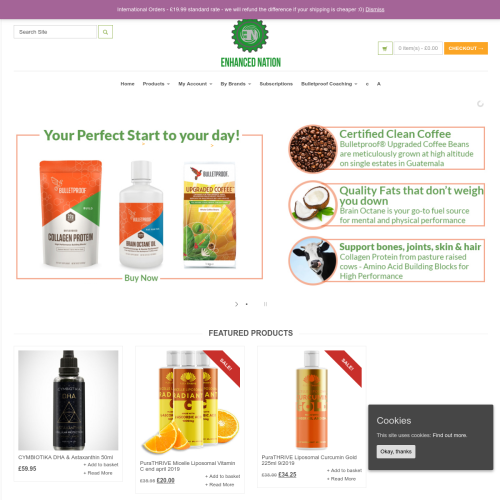 International Orders - £19.99 standard rate - we will refund the difference if your shipping is cheaper :0) Dismiss
Search Site
EN
ENHANCED NATION
0 item(s) - £0.00
CHECKOUT →
Home
Products
My Account
By Brands
Subscriptions
Bulletproof Coaching
o
A
Your Perfect Start to your day!
BULLETPROOF
COLLAGEN PROTEIN
BULLETPROOF
BRAIN OCTANE OIL
BULLETPROOF
UPGRADED COFFEE
Buy Now
Certified Clean Coffee
Bulletproof® Upgraded Coffee Beans
are meticulously grown at high altitude
on single estates in Guatemala
Quality Fats that don't weigh
you down
Brain Octane is your go-to fuel source
for mental and physical performance
Support bones, joints, skin & hair
Collagen Protein from pasture raised
cows - Amino Acid Building Blocks for
High Performance
FEATURED PRODUCTS
CYMBIOTIKA
DHA
SALE!
RADIANT
C
SALE!
GOLD
CYMBIOTIKA DHA & Astaxanthin 50ml
£59.95
+ Add to basket
+ Read More
PuraTHRIVE Micelle Liposomal Vitamin
C end april 2019
£20.00
+ Add to basket
+ Read More
PuraTHRIVE Liposomal Curcumin Gold
225ml 9/2019
£34.25
+ Add to basket
+ Read More
Cookies
This site uses cookies: Find out more.
Okay, thanks